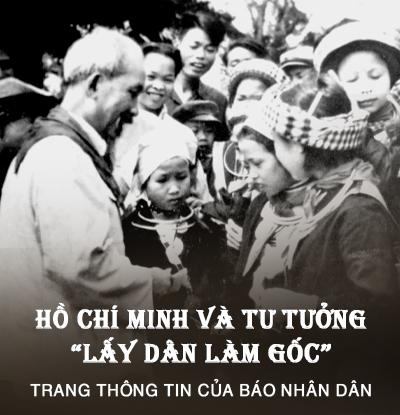 HỒ CHÍ MINH VÀ TƯ TƯỞNG
“LẤY DÂN LÀM GỐC”
TRANG THÔNG TIN CỦA BÁO NHÂN DÂN